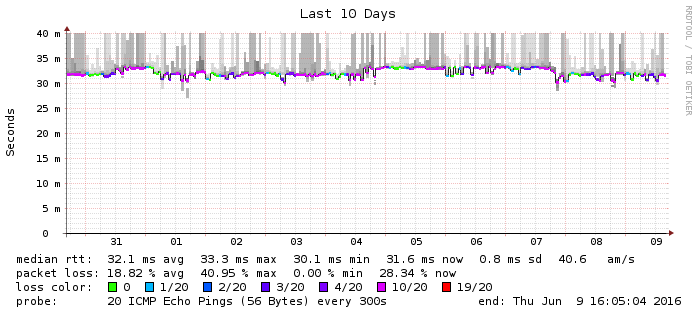 Last 10 Days
RRDTOOL / TOBI OETIKER
Seconds
40 m
35 m
30 m
25 m
20 m
15 m
10 m
5 m
0
31 01 02 03 04 05 06 07 08 09
median rtt: 32.1 ms avg 33.3 ms max 30.1 ms min 31.6 ms now 0.8 ms sd 40.6 am/s
packet loss: 18.82 % avg 40.95 % max 0.00 % min 28.34 % now
loss color: 0 1/20 2/20 3/20 4/20 10/20 19/20
probe: 20 ICMP Echo Pings (56 Bytes) every 300s end: Thu Jun 9 16:05:04 2016